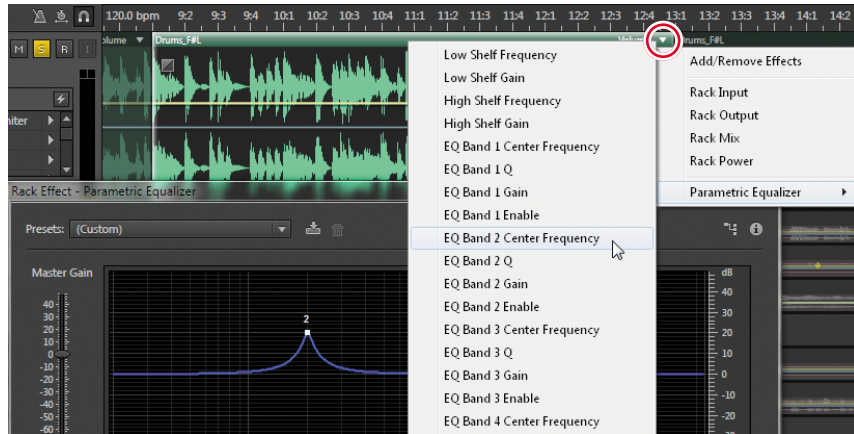 120.0 bpm 9:2 9:3 9:4 10:1 10:2 10:3 10:4 11:1 11:2 11:3 11:4 12:1 12:2 12:3 12:4 13:1 13:2 13:3 13:4 14:1 14:2
olume Drums_F#L rums_F#L
M S R I
Low Shelf Frequency
Low Shelf Gain
High Shelf Frequency
High Shelf Gain
EQ Band 1 Center Frequency
EQ Band 1 Q
EQ Band 1 Gain
EQ Band 1 Enable
EQ Band 2 Center Frequency
EQ Band 2 Q
EQ Band 2 Gain
EQ Band 2 Enable
EQ Band 3 Center Frequency
EQ Band 3 Q
EQ Band 3 Gain
EQ Band 3 Enable
EQ Band 4 Center Frequency
Add/Remove Effects
Rack Input
Rack Output
Rack Mix
Rack Power
Parametric Equalizer
niter
Rack Effect - Parametric Equalizer
Presets: (Custom)
Master Gain
40
30
20
10
0
-10
-20
-30
-40
-50
-60
2
dB
40
30
20
10
0
-10
-20